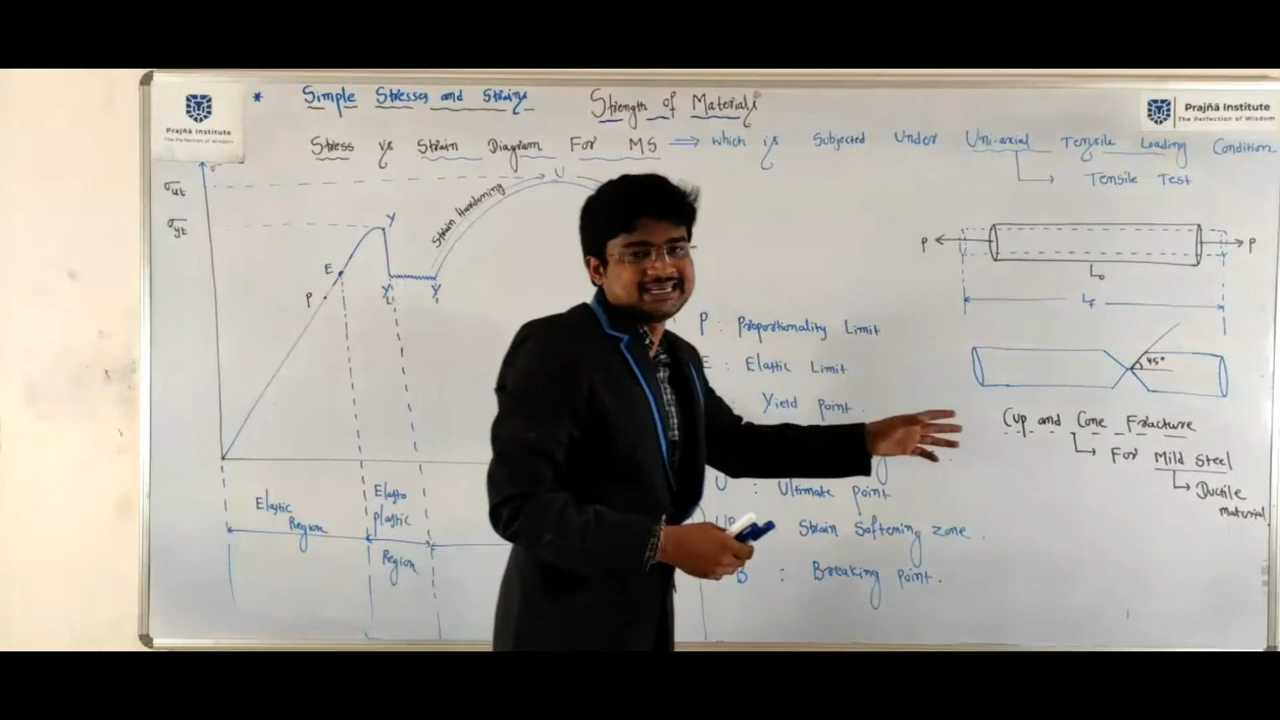 Prajñā Institute
The Perfection of Wisdom
* Simple Stresses and Strains
Strength of Materials
Prajñā Institute
The Perfection of Wisdom
Stress vs Strain Diagram For MS ⇒ which is Subjected Under Uni-axial Tensile Loading Condition
Tensile Test
σut
σyt
Strain Hardening
U
Y
E
P
P
P
L₀
Lf
45°
P : Proportionality Limit
E : Elastic Limit
Yield point.
U : Ultimate point
Strain Softening zone.
B : Breaking point.
Cup and Cone Fracture
For Mild Steel
Ductile
material
Elastic
Region
Elasto
plastic
Region